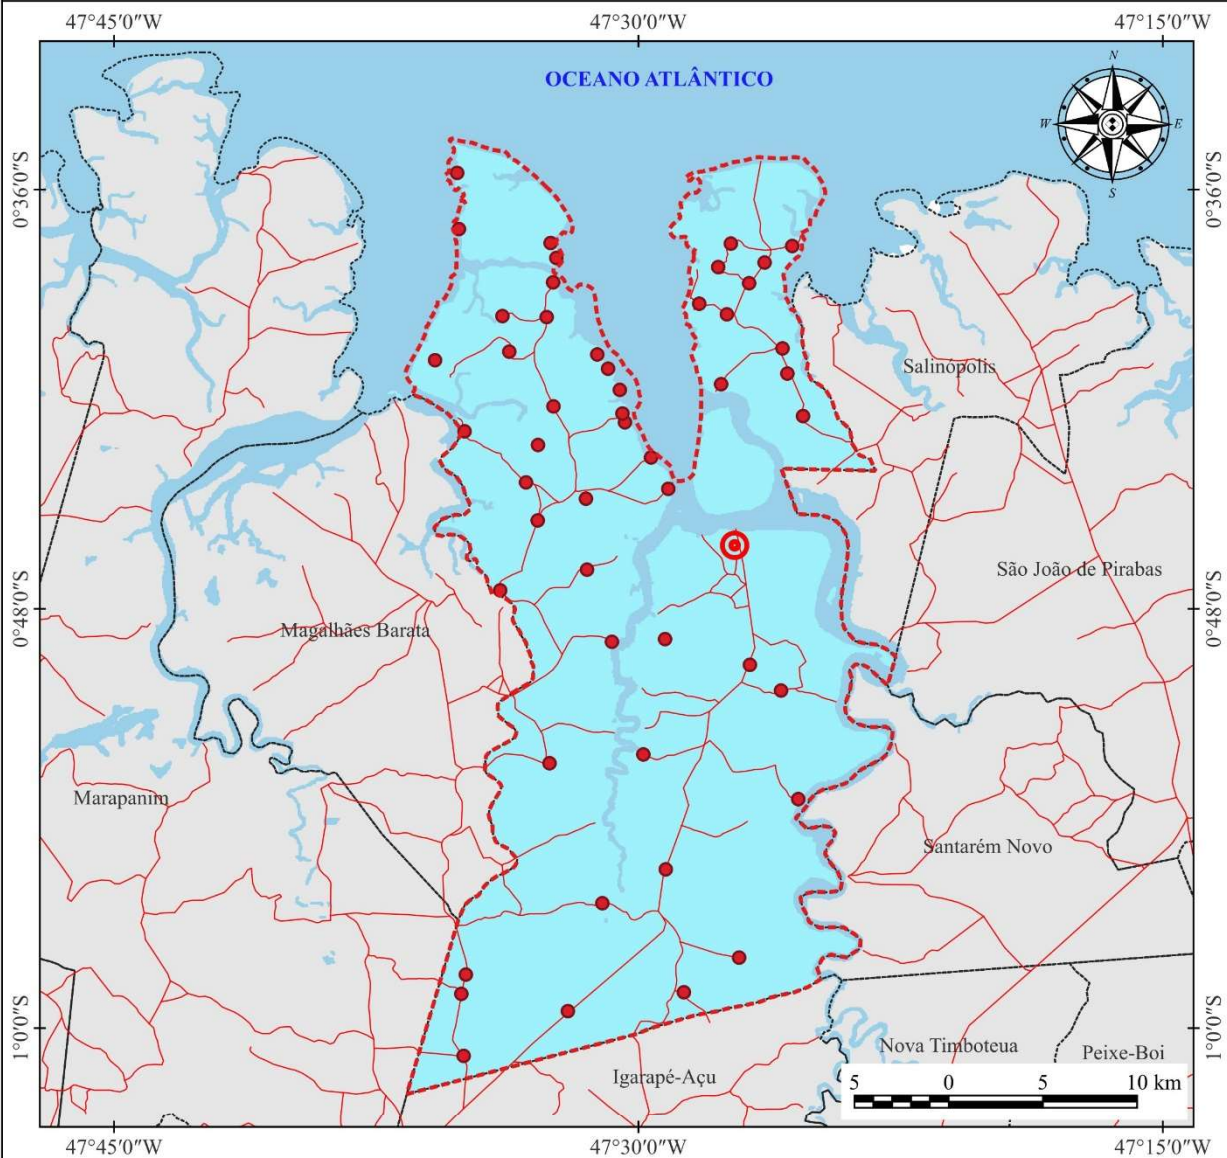 47°45'0"W 47°30'0"W 47°15'0"W
OCEANO ATLÂNTICO
N
W E
S
0°36'0"S 0°36'0"S
Salinópolis
São João de Pirabas
0°48'0"S 0°48'0"S
Magalhães Barata
Marapanim
Santarém Novo
1°0'0"S 1°0'0"S
Nova Timboteua
Peixe-Boi
Igarapé-Açu
5 0 5 10 km
47°45'0"W 47°30'0"W 47°15'0"W